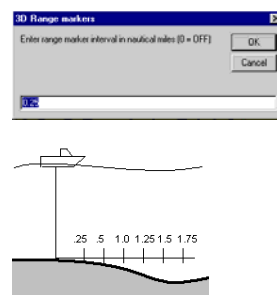 3D Range markers
Enter range marker interval in nautical miles (0 = OFF)
OK
Cancel
0.25
.25 .5 1.0 1.25 1.5 1.75